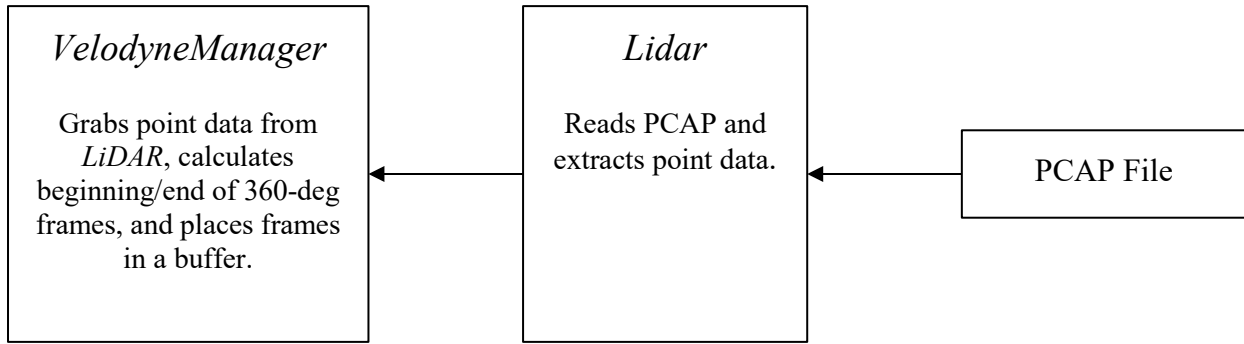 VelodyneManager
Grabs point data from
LiDAR, calculates
beginning/end of 360-deg
frames, and places frames
in a buffer.
Lidar
Reads PCAP and
extracts point data.
PCAP File